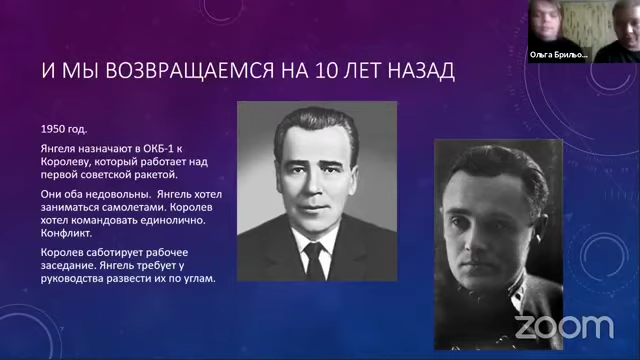 Ольга Брильо...
И МЫ ВОЗВРАЩАЕМСЯ НА 10 ЛЕТ НАЗАД
1950 год.
Янгеля назначают в ОКБ-1 к
Королеву, который работает над
первой советской ракетой.
Они оба недовольны. Янгель хотел
заниматься самолетами. Королев
хотел командовать единолично.
Конфликт.
Королев саботирует рабочее
заседание. Янгель требует у
руководства развести их по углам.
zoom